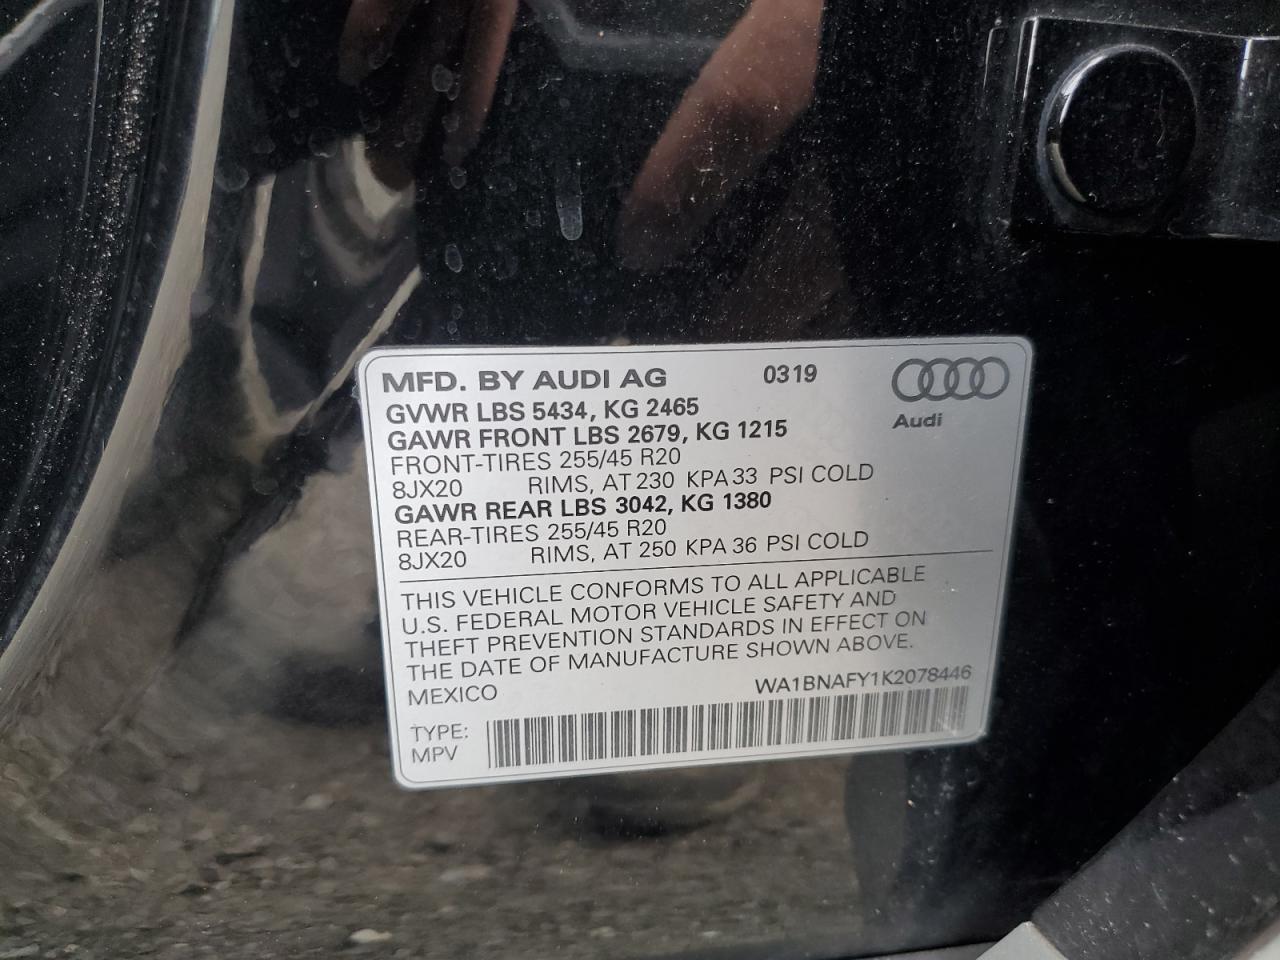 MFD. BY AUDI AG 0319
GVWR LBS 5434, KG 2465
GAWR FRONT LBS 2679, KG 1215
Audi
FRONT-TIRES 255/45 R20
8JX20 RIMS, AT 230 KPA 33 PSI COLD
GAWR REAR LBS 3042, KG 1380
REAR-TIRES 255/45 R20
8JX20 RIMS, AT 250 KPA 36 PSI COLD
THIS VEHICLE CONFORMS TO ALL APPLICABLE
U.S. FEDERAL MOTOR VEHICLE SAFETY AND
THEFT PREVENTION STANDARDS IN EFFECT ON
THE DATE OF MANUFACTURE SHOWN ABOVE.
MEXICO WA1BNAFY1K2078446
TYPE:
MPV